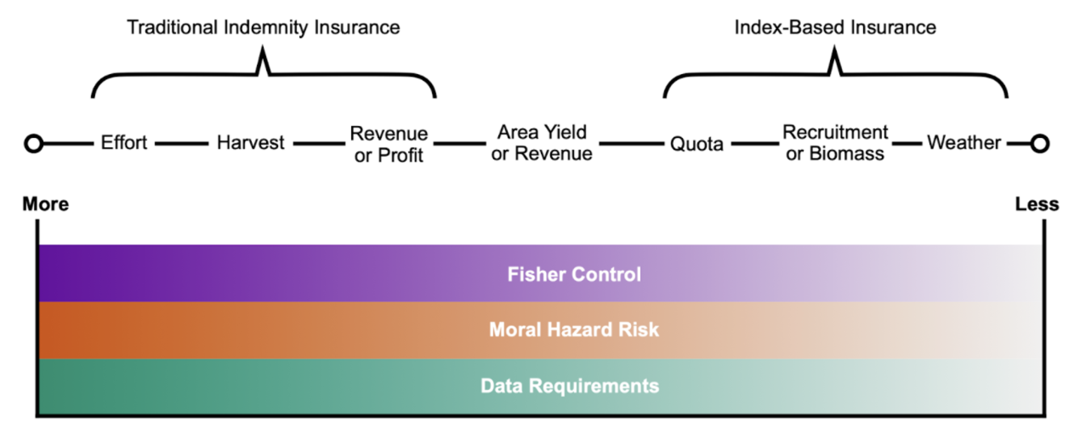 Traditional Indemnity Insurance
Index-Based Insurance
Effort
Harvest
Revenue
or Profit
Area Yield
or Revenue
Quota
Recruitment
or Biomass
Weather
More
Less
Fisher Control
Moral Hazard Risk
Data Requirements